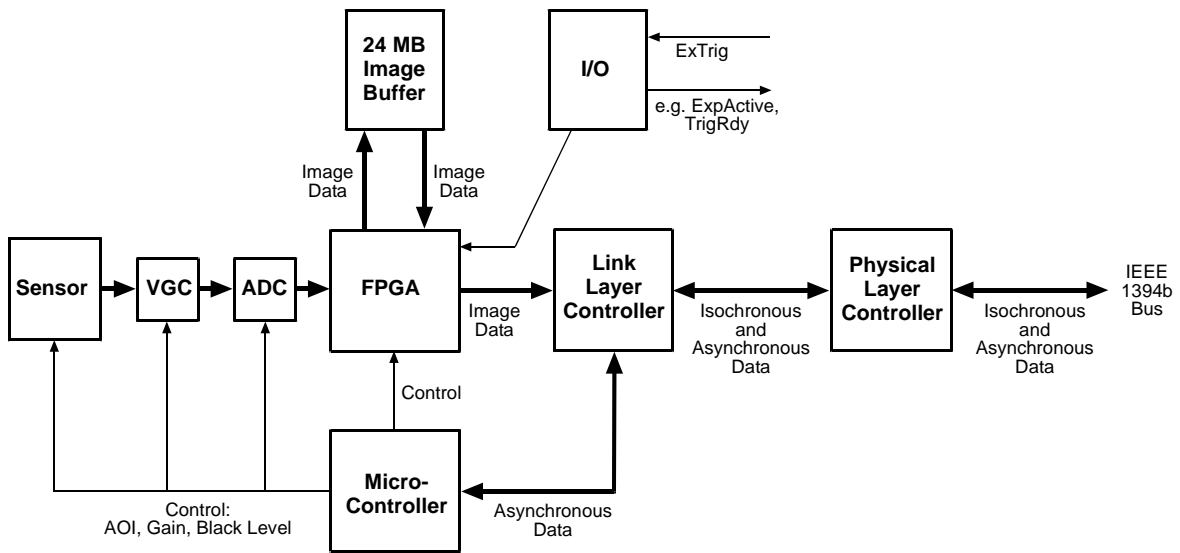 24 MB
Image
Buffer
I/O
ExTrig
e.g. ExpActive,
TrigRdy
Image
Data
Image
Data
Sensor
VGC
ADC
FPGA
Image
Data
Link
Layer
Controller
Isochronous
and
Asynchronous
Data
Physical
Layer
Controller
Isochronous
and
Asynchronous
Data
IEEE
1394b
Bus
Control
Micro-
Controller
Control:
AOI, Gain, Black Level
Asynchronous
Data